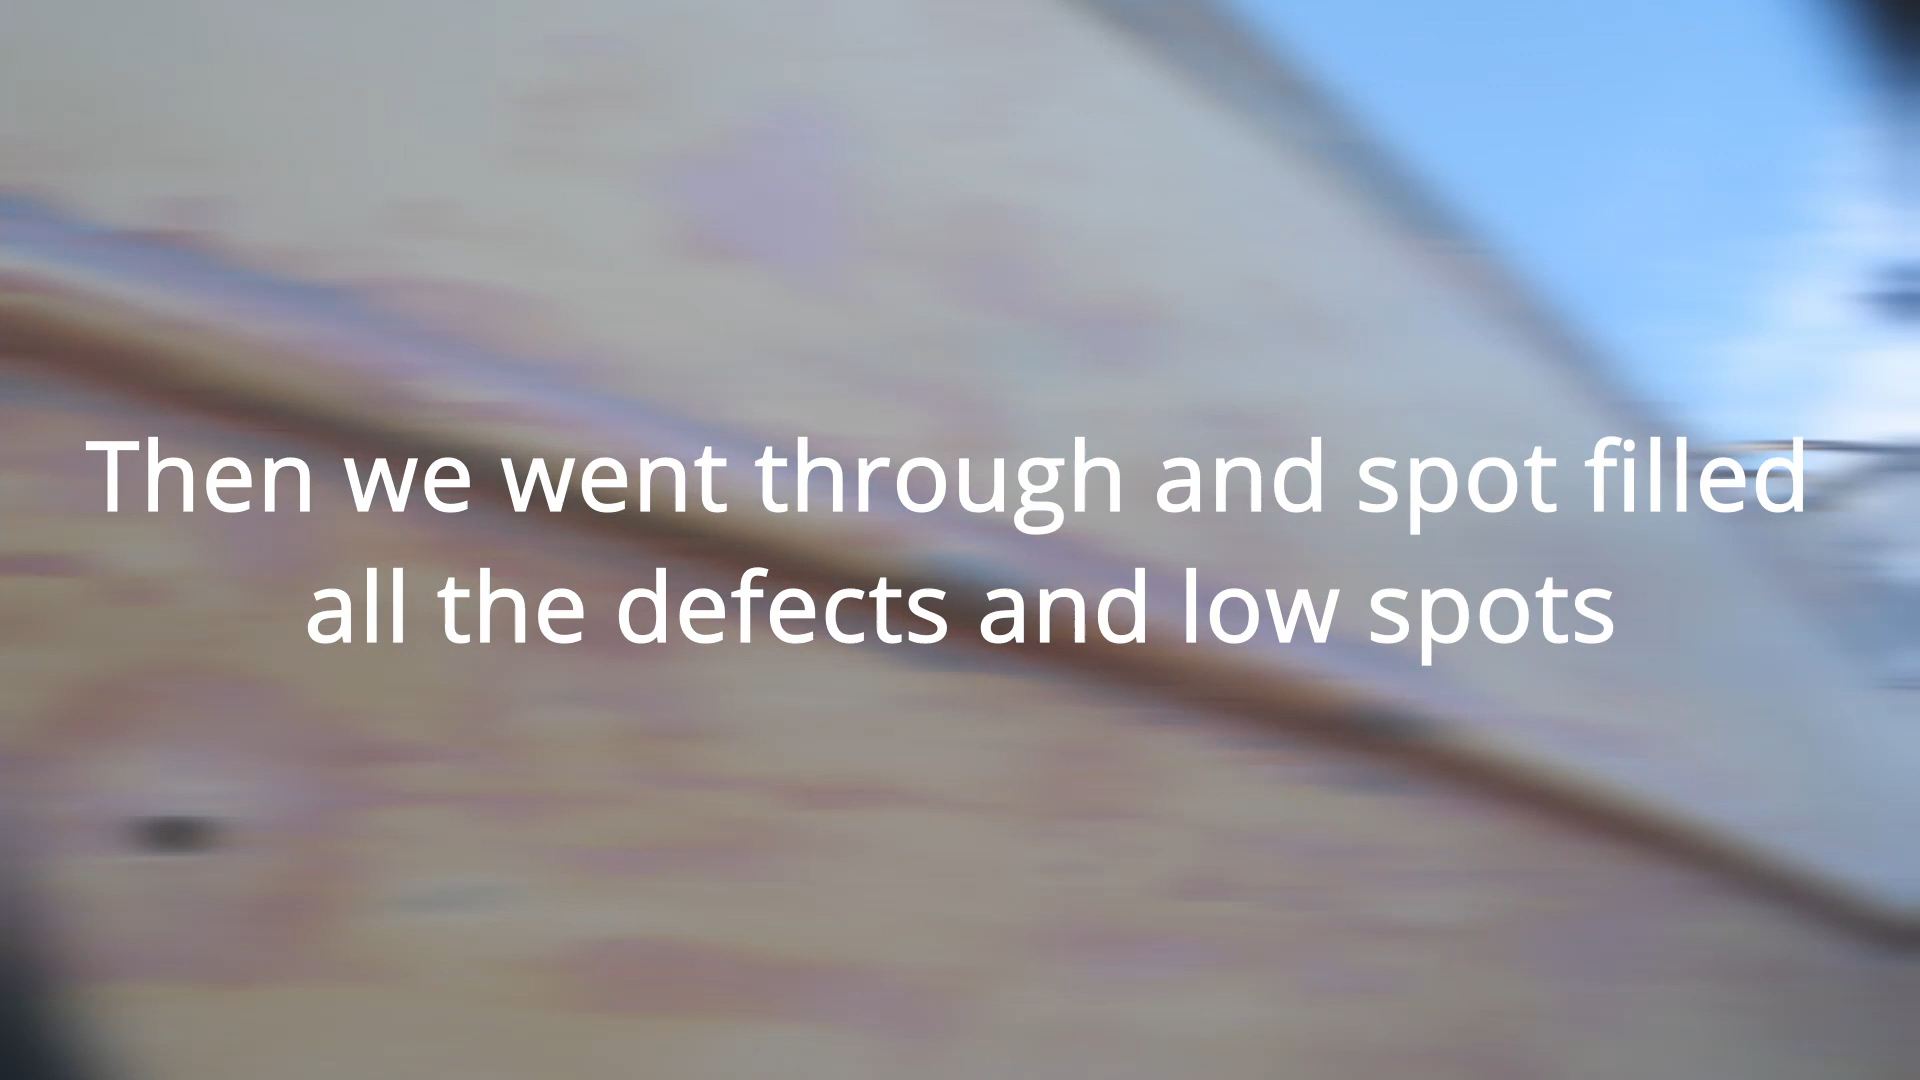 Then we went through and spot filled
all the defects and low spots